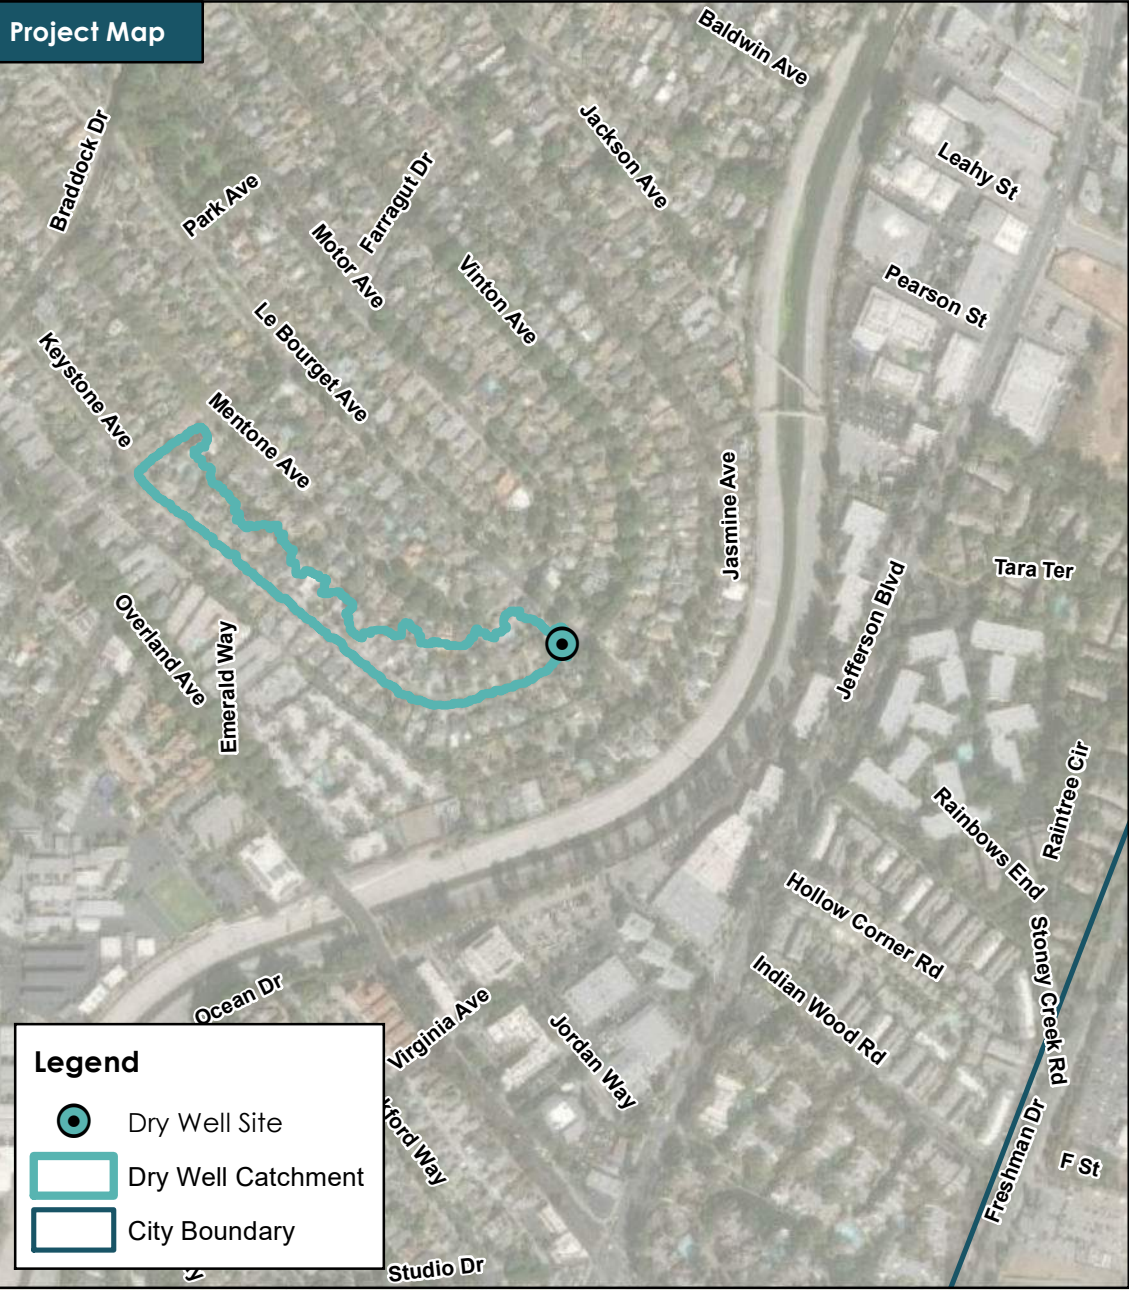 Project Map
Baldwin Ave
Braddock Dr
Jackson Ave
Leahy St
Park Ave
Farragut Dr
Motor Ave
Vinton Ave
Pearson St
Le Bourget Ave
Keystone Ave
Mentone Ave
Jasmine Ave
Tara Ter
Jefferson Blvd
Overland Ave
Emerald Way
Raintree Cir
Rainbows End
Hollow Corner Rd
Stoney Creek Rd
Indian Wood Rd
Ocean Dr
Virginia Ave
Jordan Way
kford Way
Freshman Dr
F St
Studio Dr
Legend
Dry Well Site
Dry Well Catchment
City Boundary